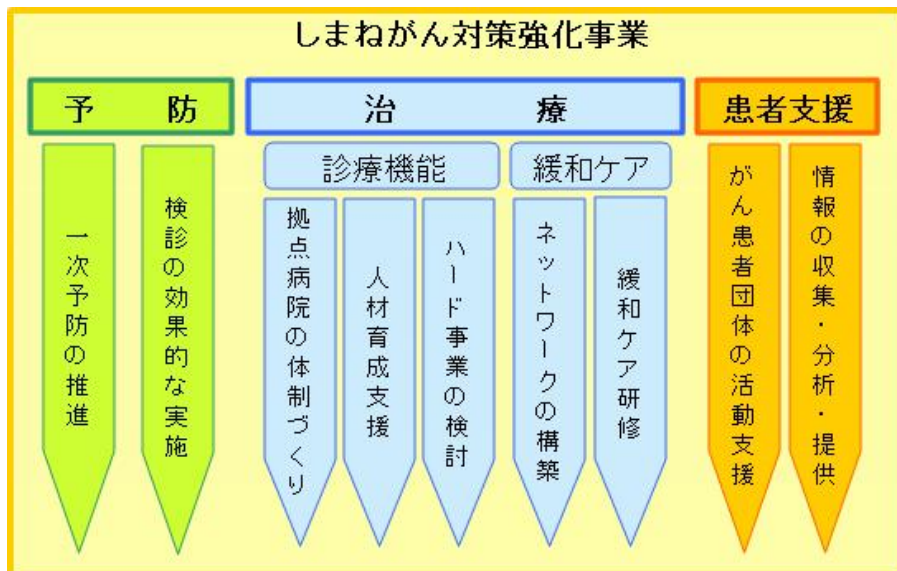 しまねがん対策強化事業
予防
一次予防の推進
検診の効果的な実施
治療
診療機能
拠点病院の体制づくり
人材育成支援
ハード事業の検討
緩和ケア
ネットワークの構築
緩和ケア研修
患者支援
がん患者団体の活動支援
情報の収集・分析・提供